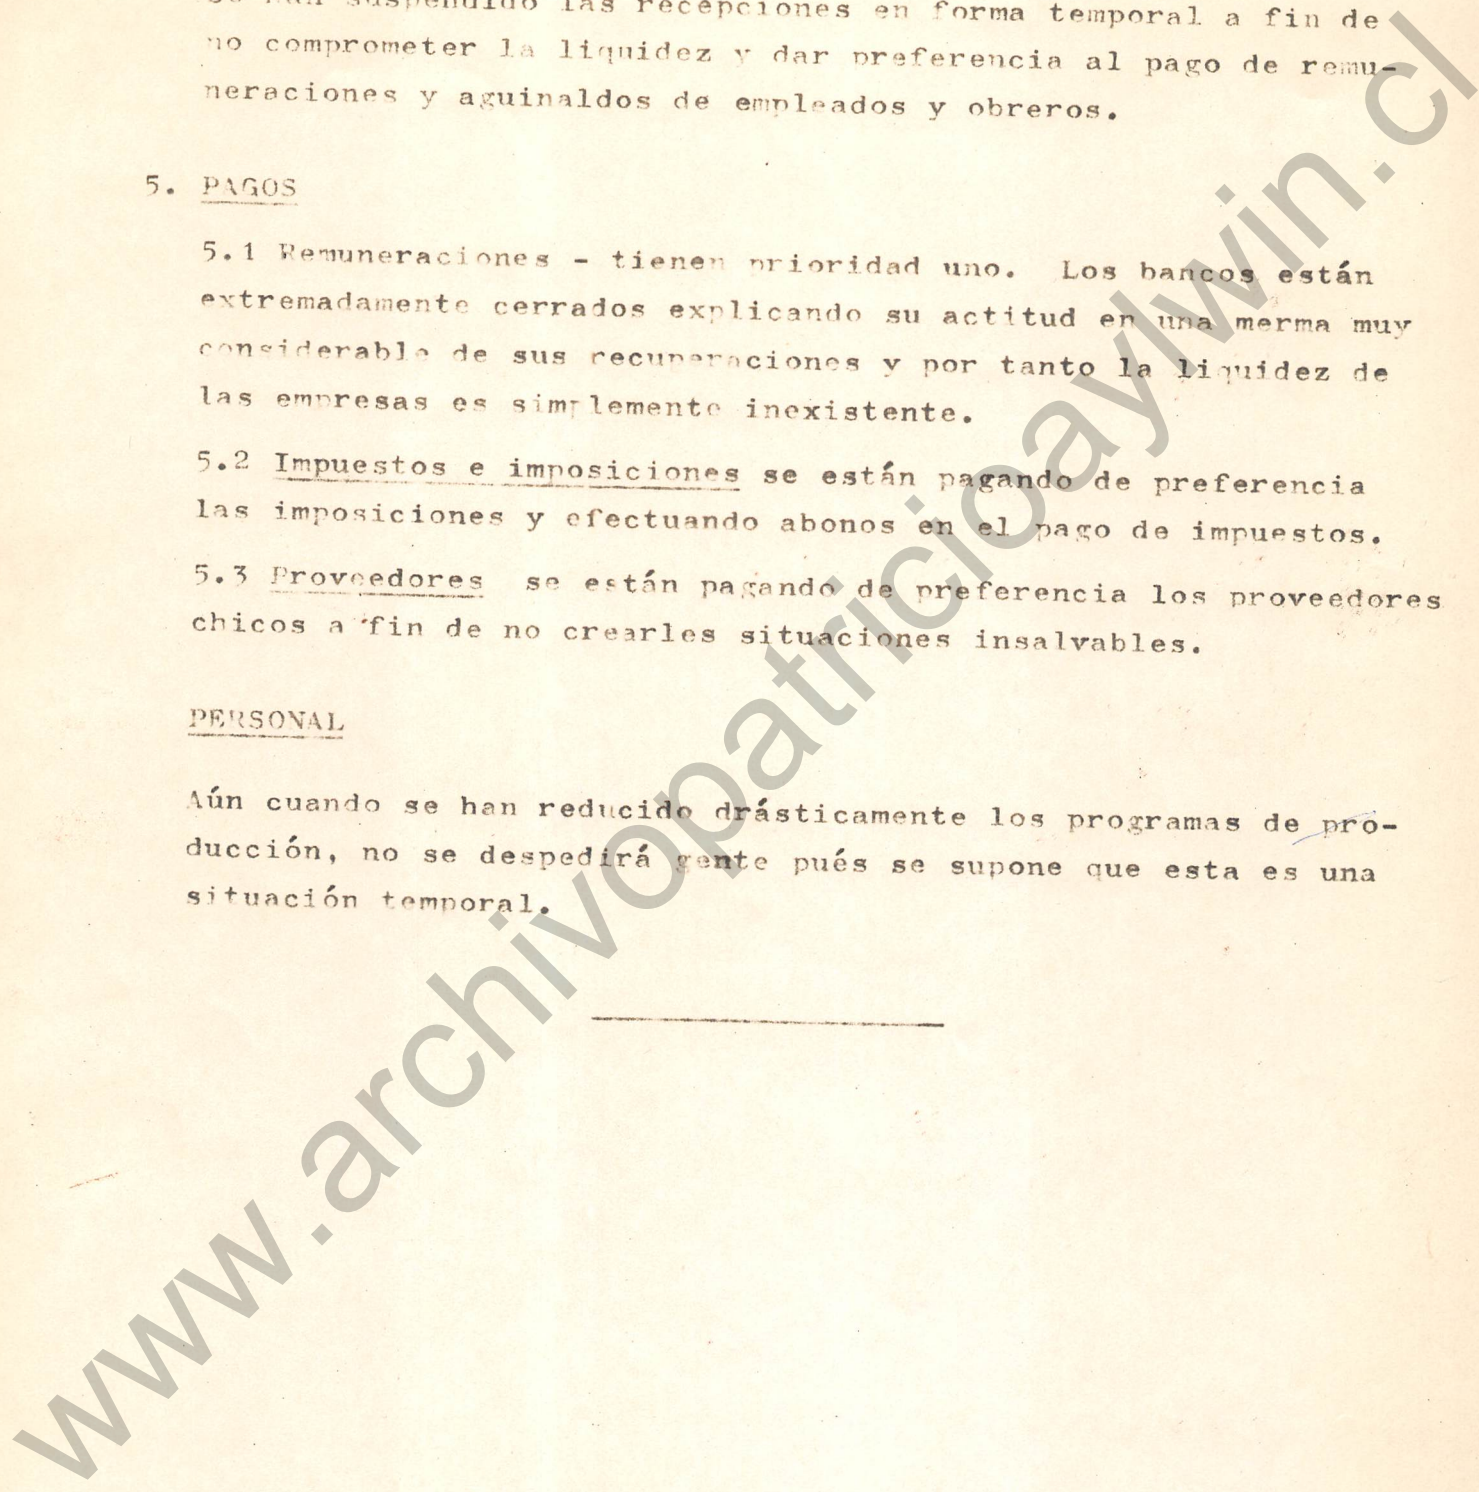 Se han suspendido las recepciones en forma temporal a fin de
no comprometer la liquidez y dar preferencia al pago de remu-
neraciones y aguinaldos de empleados y obreros.
5. PAGOS
5.1 Remuneraciones - tienen prioridad uno. Los bancos están
extremadamente cerrados explicando su actitud en una merma muy
considerable de sus recuperaciones y por tanto la liquidez de
las empresas es simplemente inexistente.
5.2 Impuestos e imposiciones se están pagando de preferencia
las imposiciones y efectuando abonos en el pago de impuestos.
5.3 Proveedores se están pagando de preferencia los proveedores
chicos a fin de no crearles situaciones insalvables.
PERSONAL
Aún cuando se han reducido drásticamente los programas de pro-
ducción, no se despedirá gente pués se supone que esta es una
situación temporal.
www.archivopatricioaylwin.cl